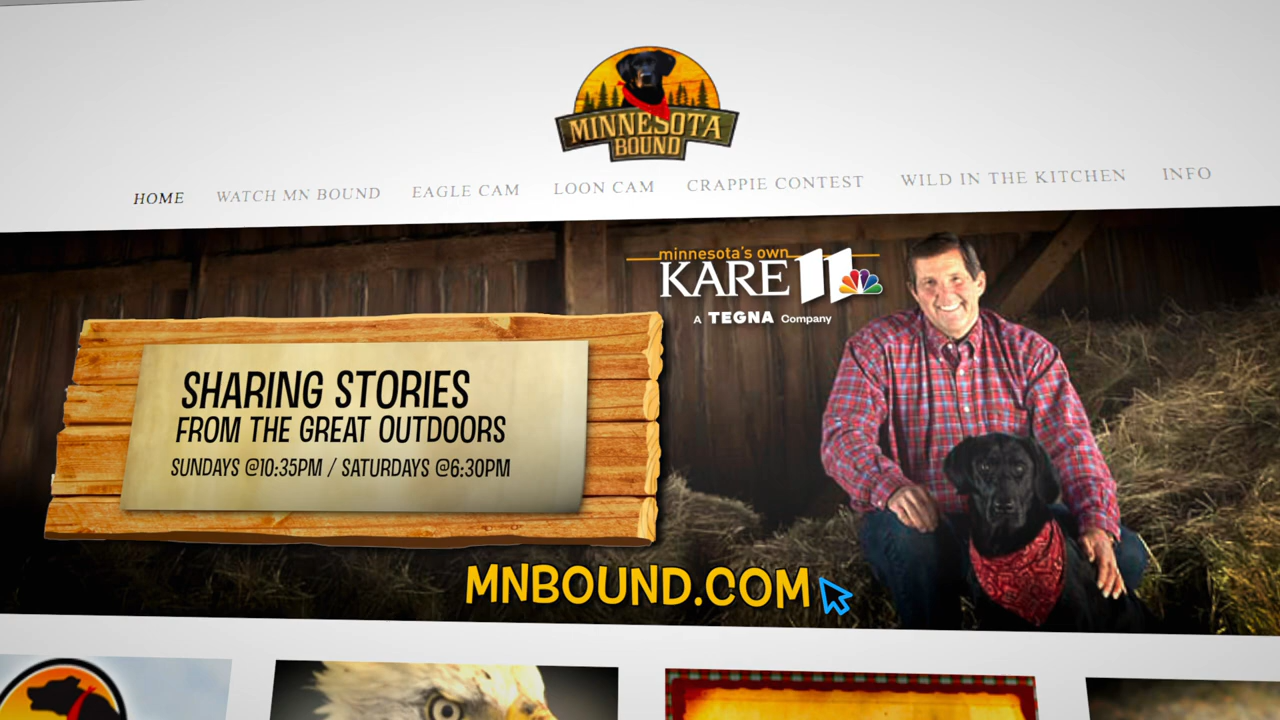 MINNESOTA
BOUND
HOME WATCH MN BOUND EAGLE CAM LOON CAM CRAPPIE CONTEST WILD IN THE KITCHEN INFO
minnesota's own
KARE 11
A TEGNA Company
SHARING STORIES
FROM THE GREAT OUTDOORS
SUNDAYS @10:35PM / SATURDAYS @6:30PM
MNBOUND.COM